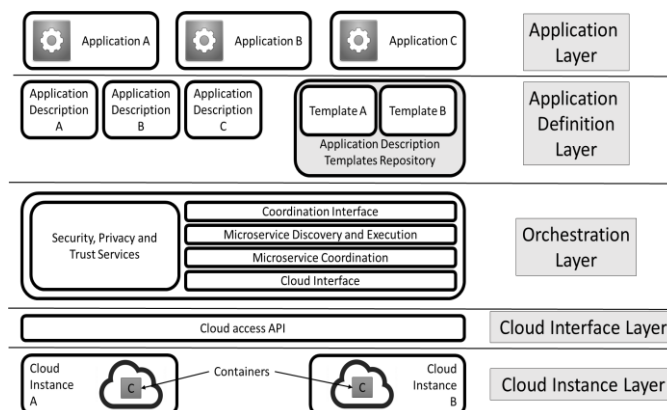 Application A
Application B
Application C
Application
Layer
Application
Description
A
Application
Description
B
Application
Description
C
Template A
Template B
Application Description
Templates Repository
Application
Definition
Layer
Security, Privacy and
Trust Services
Coordination Interface
Microservice Discovery and Execution
Microservice Coordination
Cloud Interface
Orchestration
Layer
Cloud access API
Cloud Interface Layer
Cloud
Instance
A
C
Containers
C
Cloud
Instance
B
Cloud Instance Layer